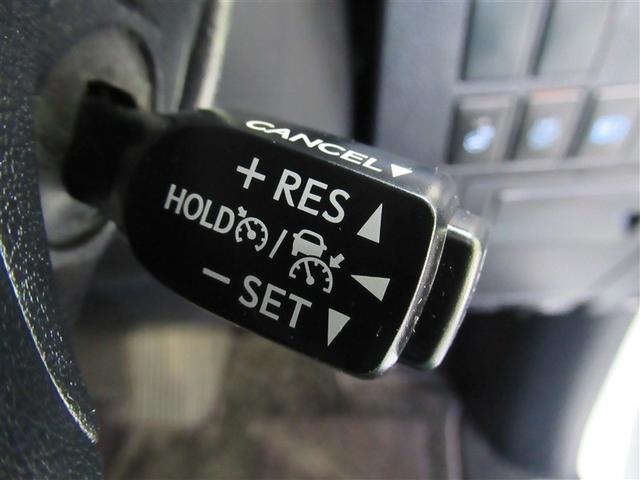 CANCEL
+ RES
HOLD /
- SET